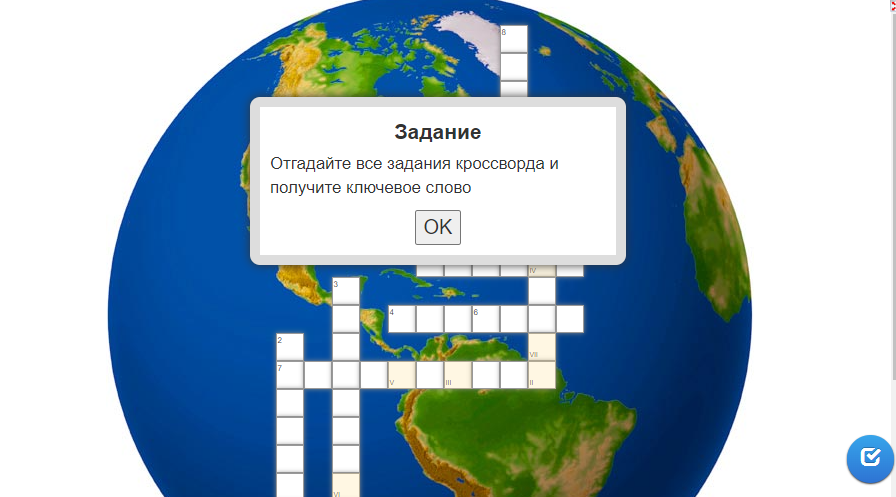 8
Задание
Отгадайте все задания кроссворда и
получите ключевое слово
OK
IV
3
4
6
2
VII
7
V
III
II
VI